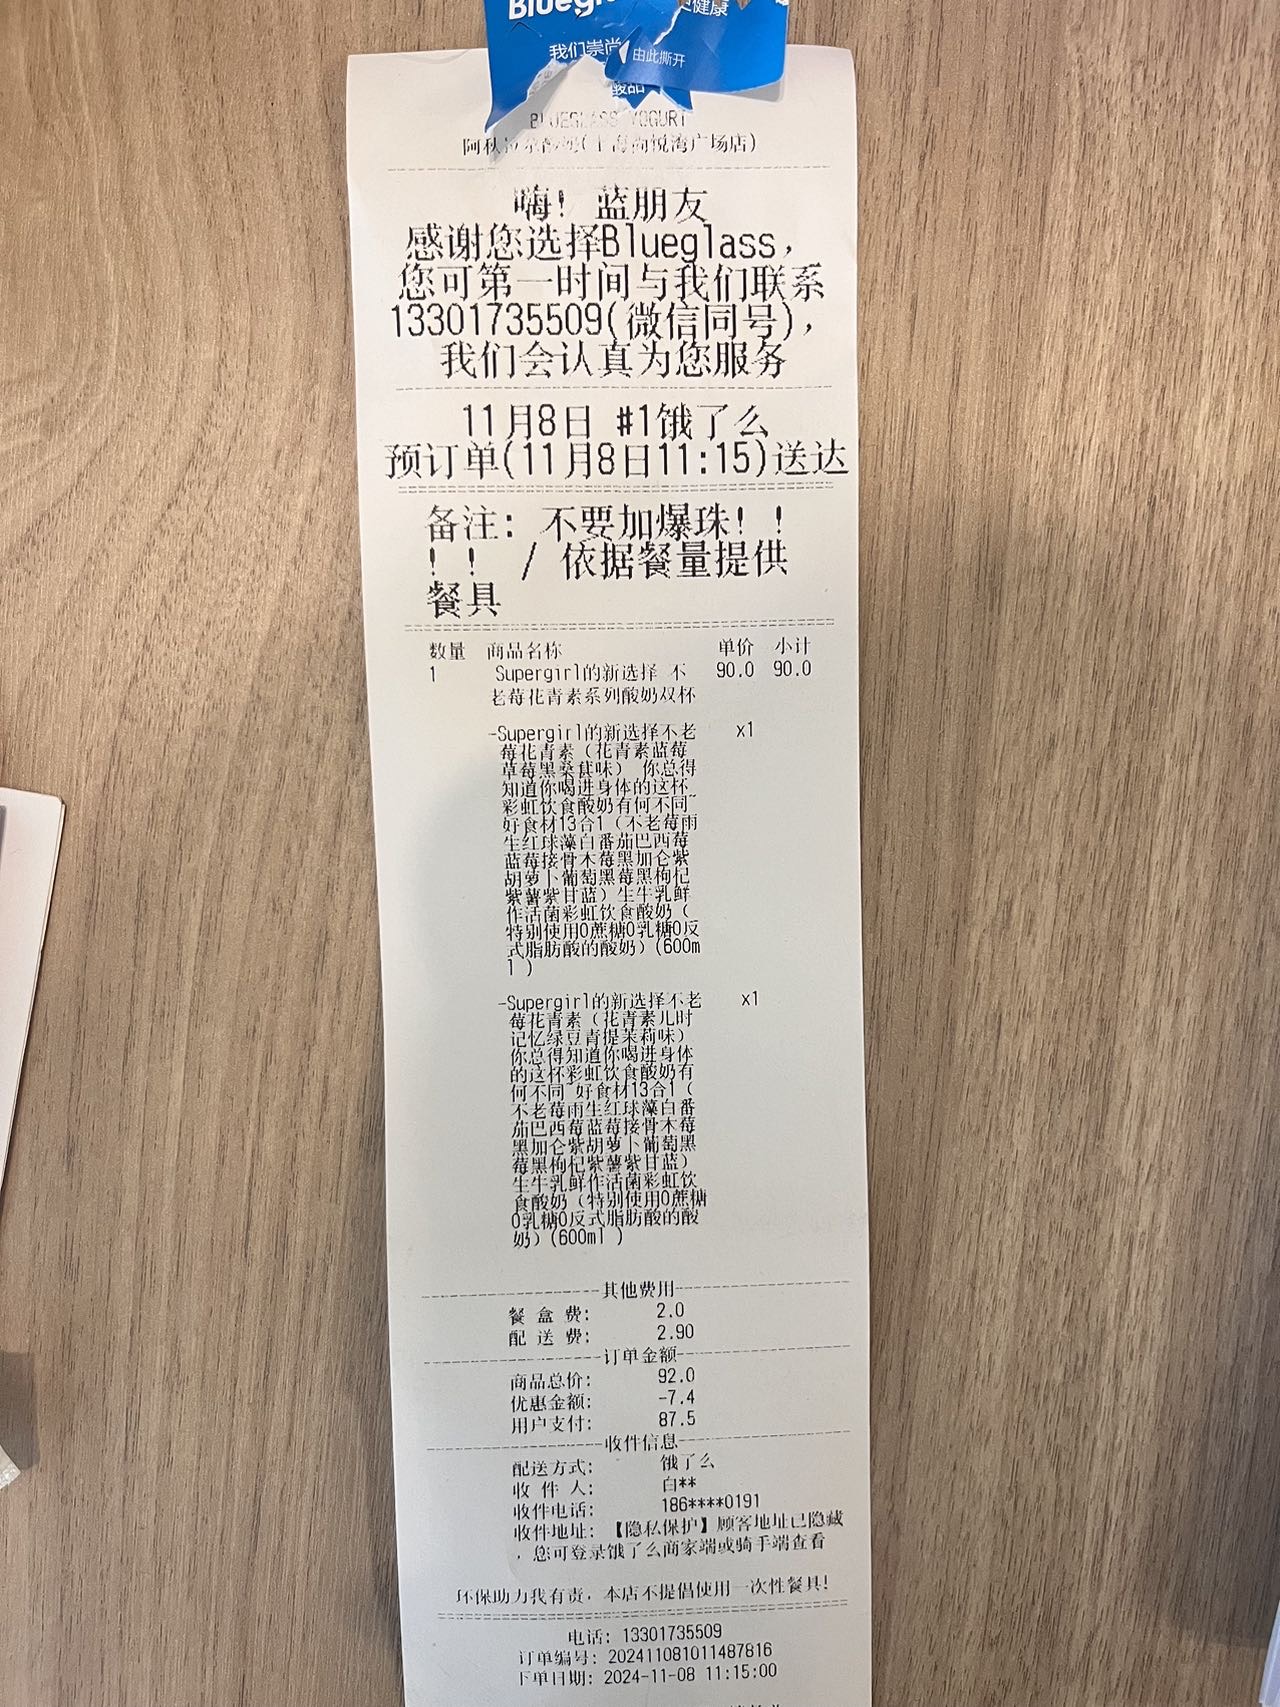 我们崇尚
健康
由此撕开
酸品
BLUEGLASS YOGURT
阿秋拉尕酸奶(上海尚悦湾广场店)
嗨! 蓝朋友
感谢您选择Blueglass,
您可第一时间与我们联系
13301735509(微信同号),
我们会认真为您服务
11月8日 #1饿了么
预订单(11月8日11:15)送达
备注: 不要加爆珠! !
! ! / 依据餐量提供
餐具
数量 商品名称 单价 小计
1 Supergirl的新选择 不 90.0 90.0
老莓花青素系列酸奶双杯
-Supergirl的新选择不老 x1
莓花青素(花青素蓝莓
草莓黑桑葚味) 你总得
知道你喝进身体的这杯
彩虹饮食酸奶有何不同~
好食材13合1(不老莓雨
生红球藻白番茄巴西莓
蓝莓接骨木莓黑加仑紫
胡萝卜葡萄黑莓黑枸杞
紫薯紫甘蓝)生牛乳鲜
作活菌彩虹饮食酸奶(
特别使用0蔗糖0乳糖0反
式脂肪酸的酸奶)(600m
l )
-Supergirl的新选择不老 x1
莓花青素(花青素儿时
记忆绿豆青提茉莉味)
你总得知道你喝进身体
的这杯彩虹饮食酸奶有
何不同~好食材13合1(
不老莓雨生红球藻白番
茄巴西莓蓝莓接骨木莓
黑加仑紫胡萝卜葡萄黑
莓黑枸杞紫薯紫甘蓝)
生牛乳鲜作活菌彩虹饮
食酸奶(特别使用0蔗糖
0乳糖0反式脂肪酸的酸
奶)(600ml )
其他费用
餐 盒 费: 2.0
配 送 费: 2.90
订单金额
商品总价: 92.0
优惠金额: -7.4
用户支付: 87.5
收件信息
配送方式: 饿了么
收 件 人: 白**
收件电话: 186****0191
收件地址: 【隐私保护】顾客地址已隐藏
,您可登录饿了么商家端或骑手端查看
环保助力我有责,本店不提倡使用一次性餐具!
电话: 13301735509
订单编号: 202411081011487816
下单日期: 2024-11-08 11:15:00